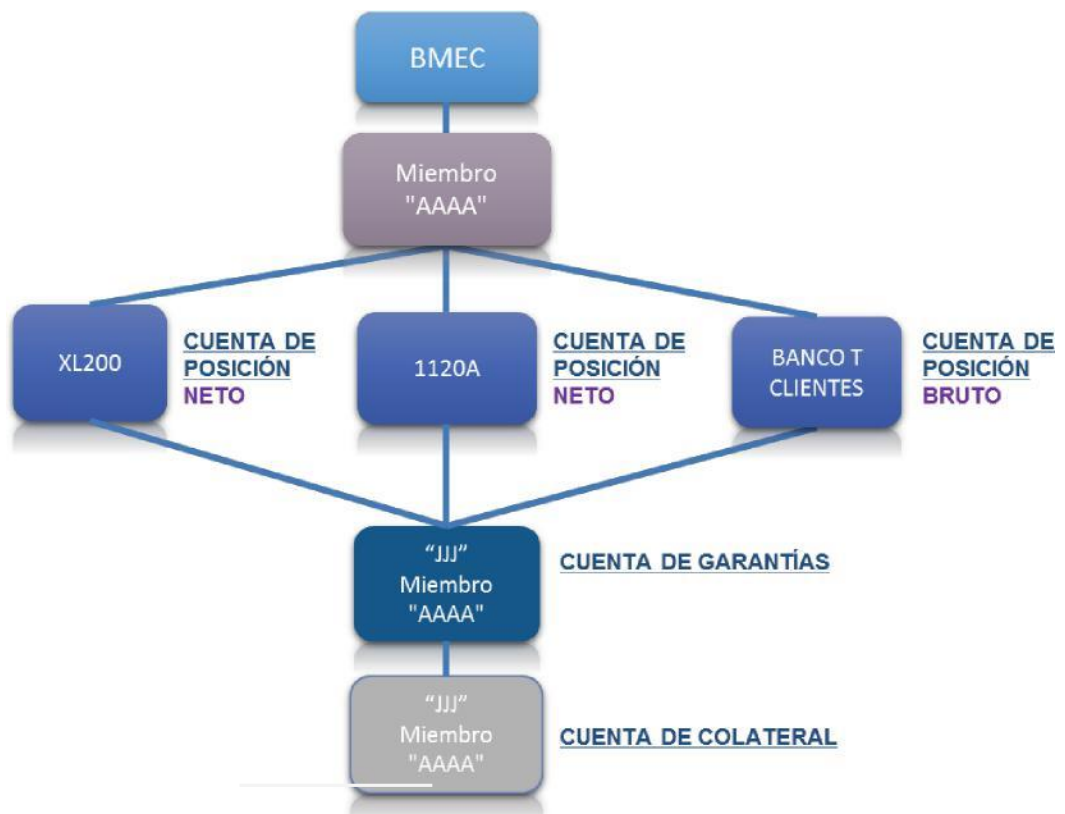 BMEC
Miembro
"AAAA"
XL200
CUENTA DE
POSICIÓN
NETO
1120A
CUENTA DE
POSICIÓN
NETO
BANCO T
CLIENTES
CUENTA DE
POSICIÓN
BRUTO
“JJJ”
Miembro
"AAAA"
CUENTA DE GARANTÍAS
“JJJ”
Miembro
"AAAA"
CUENTA DE COLATERAL